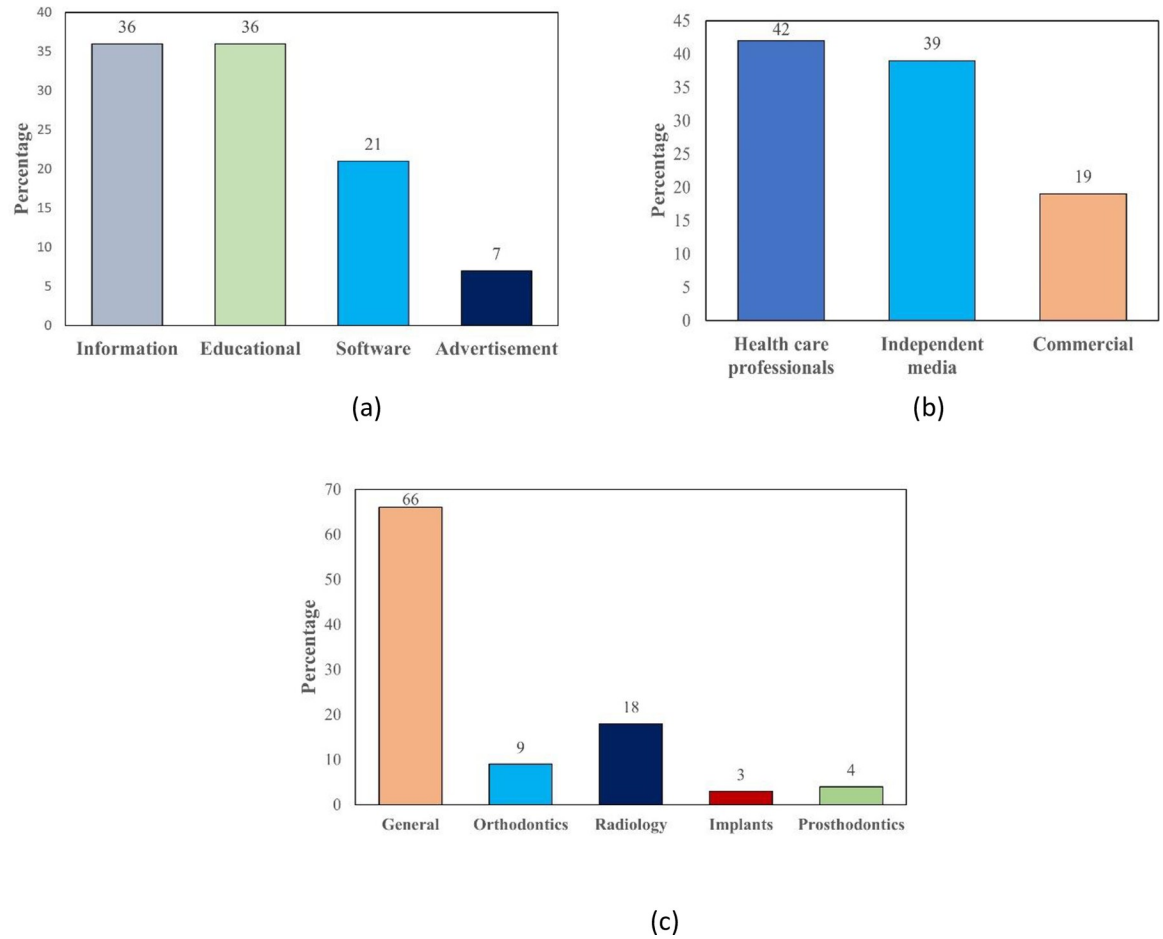 40
35
30
25
20
15
10
5
0
Percentage
36
36
21
7
Information
Educational
Software
Advertisement
(a)
45
40
35
30
25
20
15
10
5
0
Percentage
42
39
19
Health care
professionals
Independent
media
Commercial
(b)
70
60
50
40
30
20
10
0
Percentage
66
9
18
3
4
General
Orthodontics
Radiology
Implants
Prosthodontics
(c)